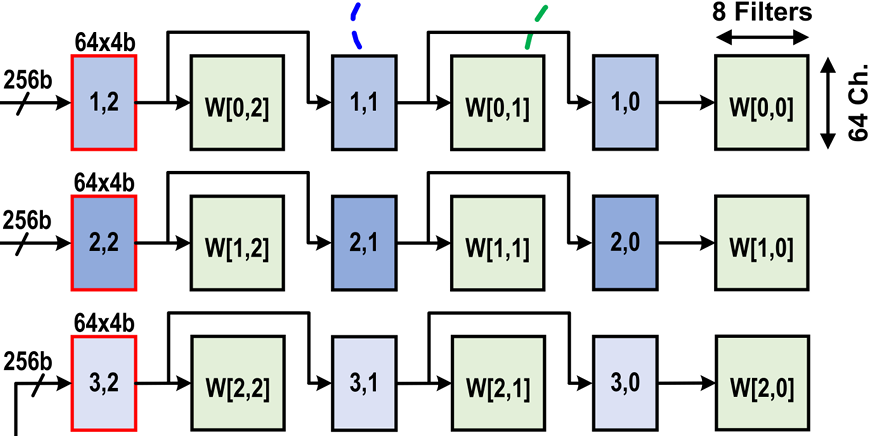 8 Filters
64x4b
256b
1,2
W[0,2]
1,1
W[0,1]
1,0
W[0,0]
64 Ch.
64x4b
256b
2,2
W[1,2]
2,1
W[1,1]
2,0
W[1,0]
64x4b
256b
3,2
W[2,2]
3,1
W[2,1]
3,0
W[2,0]